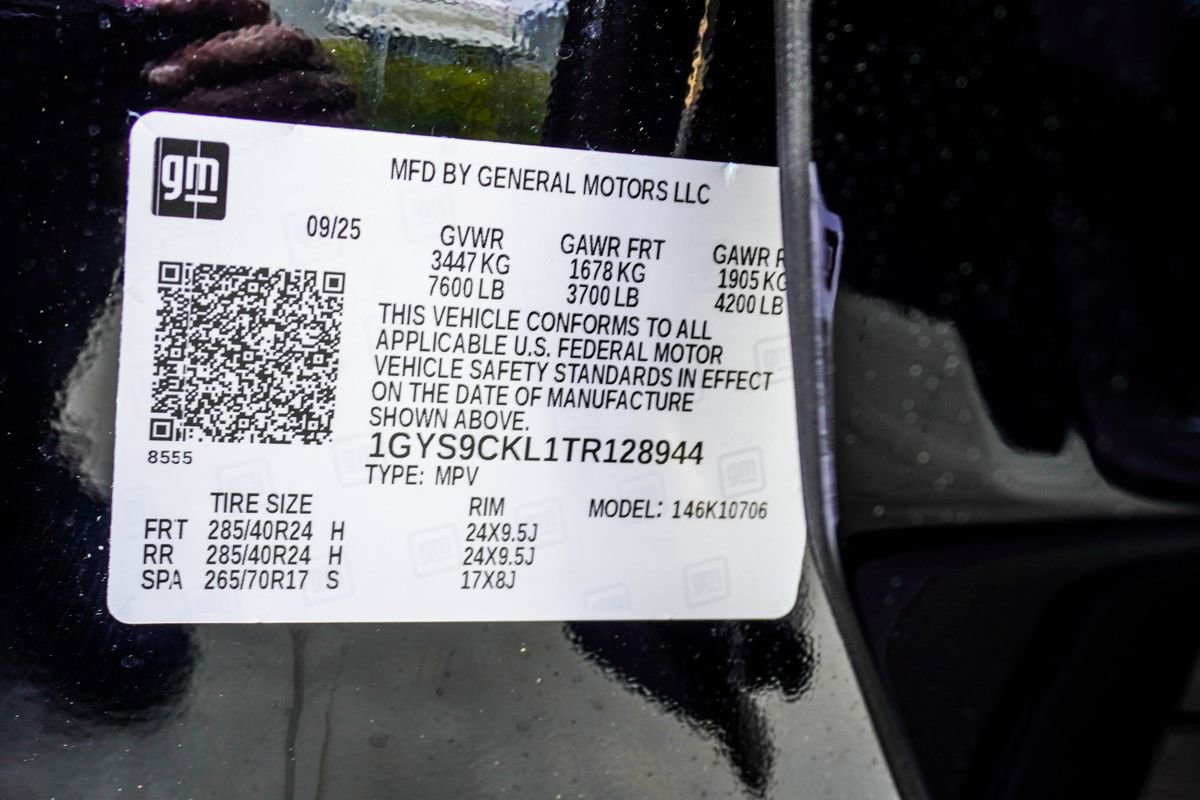 gm
MFD BY GENERAL MOTORS LLC
09/25
GVWR GAWR FRT GAWR
3447 KG 1678 KG 1905 KG
7600 LB 3700 LB 4200 LB
THIS VEHICLE CONFORMS TO ALL
APPLICABLE U.S. FEDERAL MOTOR
VEHICLE SAFETY STANDARDS IN EFFECT
ON THE DATE OF MANUFACTURE
SHOWN ABOVE.
1GYS9CKL1TR128944
8555
TYPE: MPV
TIRE SIZE RIM MODEL: 146K10706
FRT 285/40R24 H 24X9.5J
RR 285/40R24 H 24X9.5J
SPA 265/70R17 S 17X8J